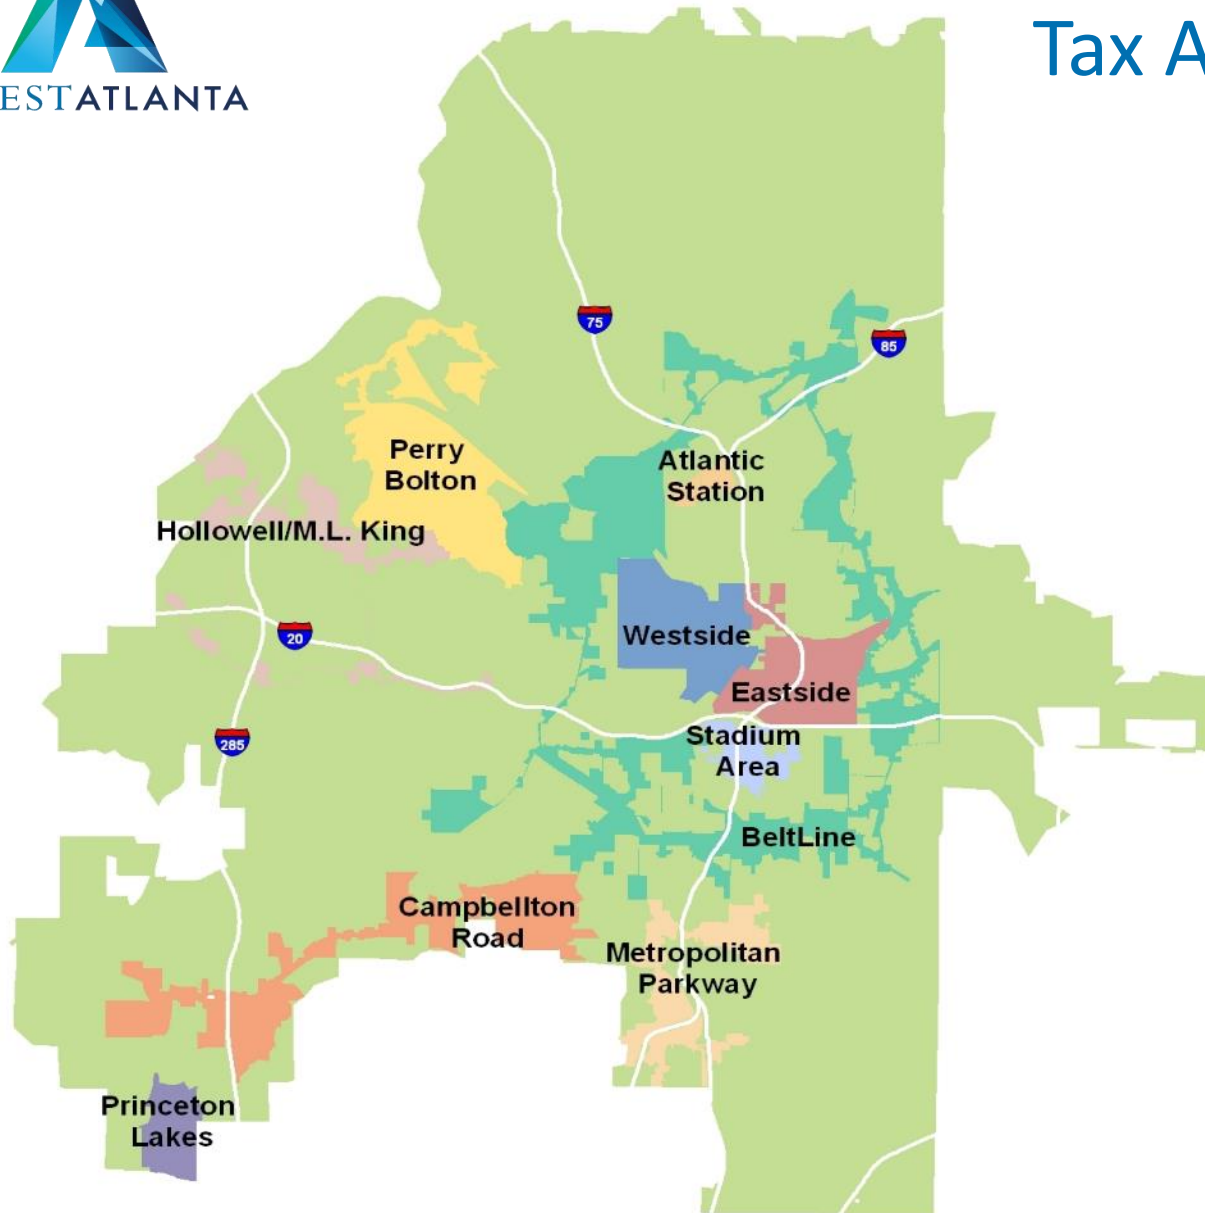 Tax A
ESTATLANTA
75
85
Perry
Bolton
Atlantic
Station
Hollowell/M.L. King
20
Westside
Eastside
285
Stadium
Area
BeltLine
Campbellton
Road
Metropolitan
Parkway
Princeton
Lakes